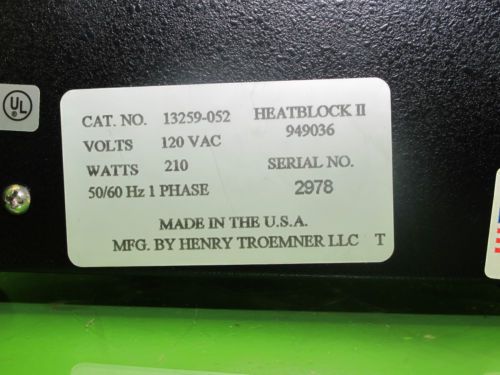 UL
CAT. NO. 13259-052 HEATBLOCK II
949036
VOLTS 120 VAC
WATTS 210 SERIAL NO.
50/60 Hz 1 PHASE 2978
MADE IN THE U.S.A.
MFG. BY HENRY TROEMNER LLC T